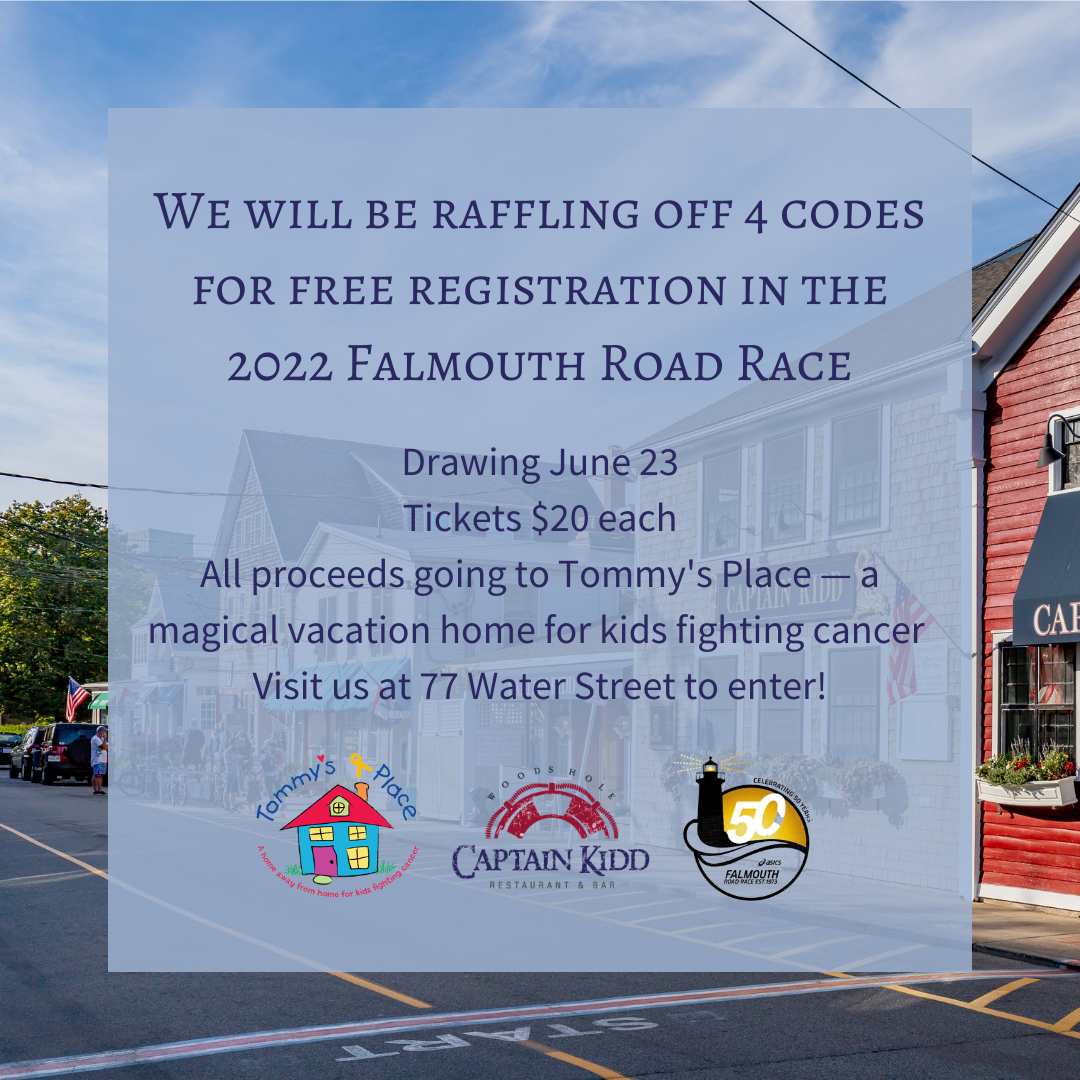 We will be raffling off 4 codes
for free registration in the
2022 Falmouth Road Race
Drawing June 23
Tickets $20 each
All proceeds going to Tommy's Place — a
magical vacation home for kids fighting cancer
Visit us at 77 Water Street to enter!
Tommy's Place
A home away from home for kids fighting cancer
WOODS HOLE
CAPTAIN KIDD
RESTAURANT & BAR
CELEBRATING 50 YEARS
50
asics
FALMOUTH
ROAD RACE EST. 1973
CAPTAIN KIDD
CAP
START